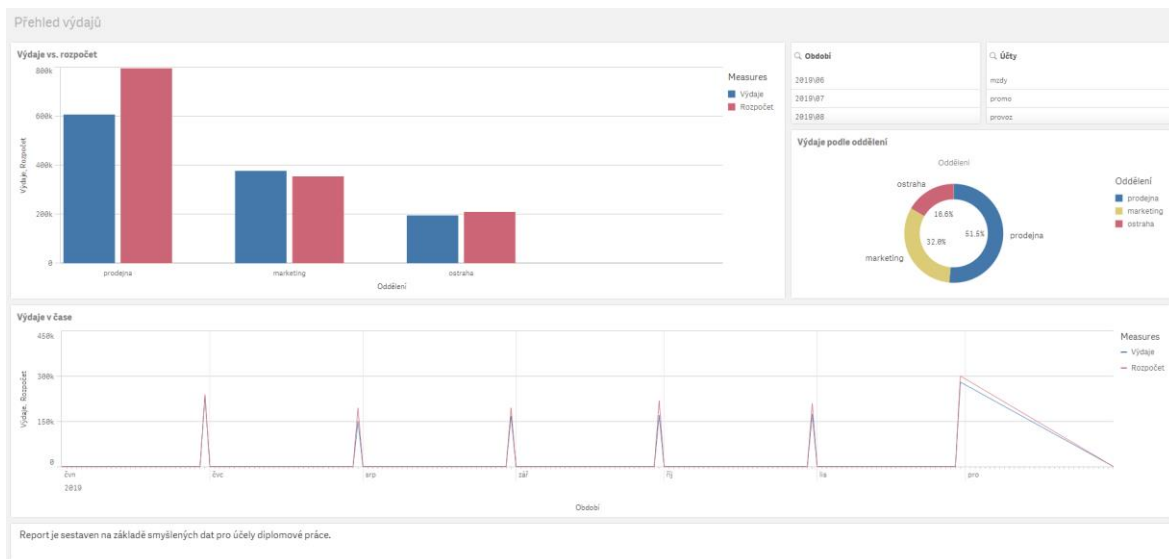 Přehled výdajů
Výdaje vs. rozpočet
800k
600k
400k
200k
0
Výdaje, Rozpočet
prodejna
marketing
ostraha
Oddělení
Measures
Výdaje
Rozpočet
Období
2019\06
2019\07
2019\08
Účty
mzdy
promo
provoz
Výdaje podle oddělení
Oddělení
ostraha
16.6%
51.5%
prodejna
32.0%
marketing
Oddělení
prodejna
marketing
ostraha
Výdaje v čase
450k
300k
150k
0
Výdaje, Rozpočet
čvn
čvc
srp
zář
říj
lis
pro
2019
Období
Measures
Výdaje
Rozpočet
Report je sestaven na základě smyšlených dat pro účely diplomové práce.